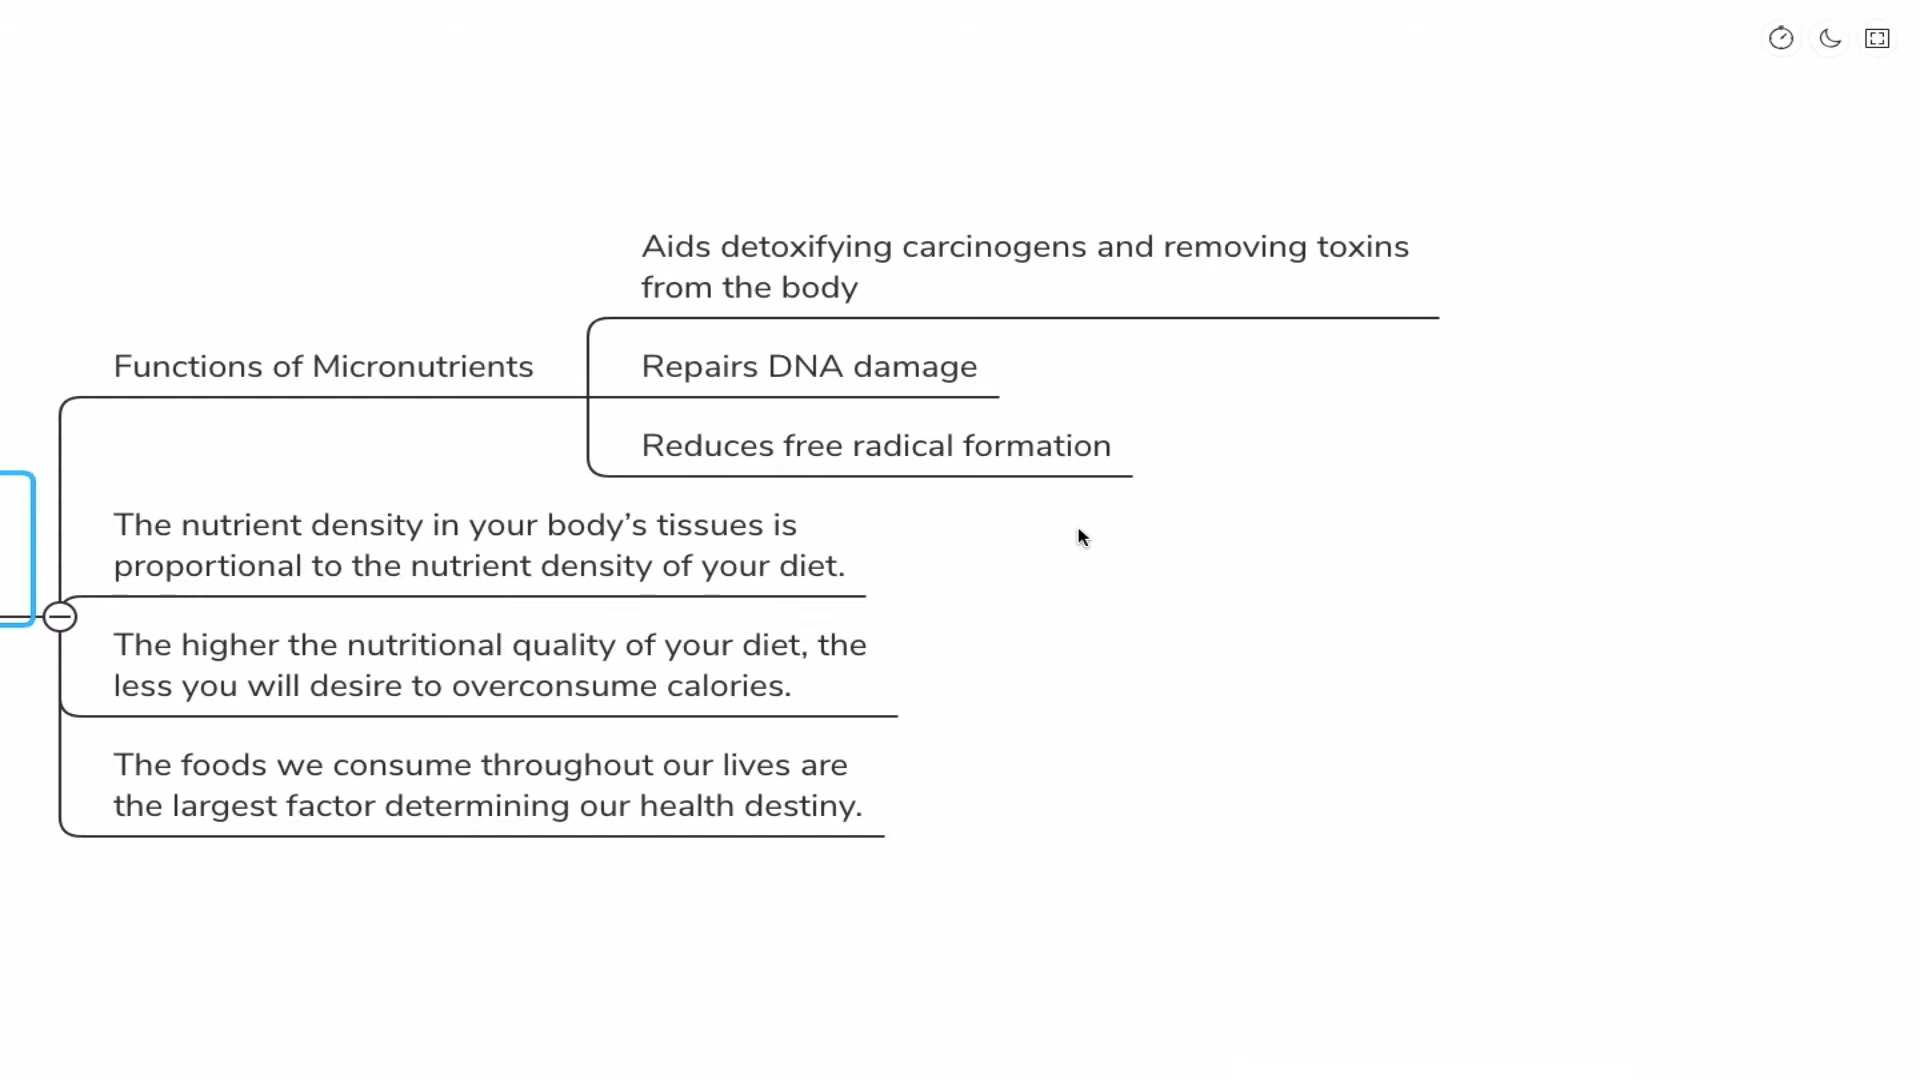 Aids detoxifying carcinogens and removing toxins
from the body
Functions of Micronutrients
Repairs DNA damage
Reduces free radical formation
The nutrient density in your body’s tissues is
proportional to the nutrient density of your diet.
The higher the nutritional quality of your diet, the
less you will desire to overconsume calories.
The foods we consume throughout our lives are
the largest factor determining our health destiny.